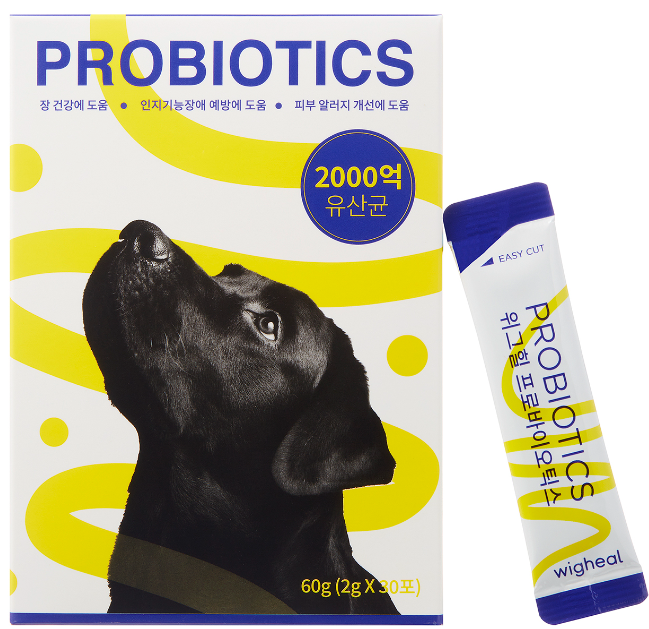 PROBIOTICS
장 건강에 도움 ● 인지기능장애 예방에 도움 ● 피부 알러지 개선에 도움
2000억
유산균
60g (2g X 30포)
EASY CUT
PROBIOTICS
위그힐 프로바이오틱스
wigheal